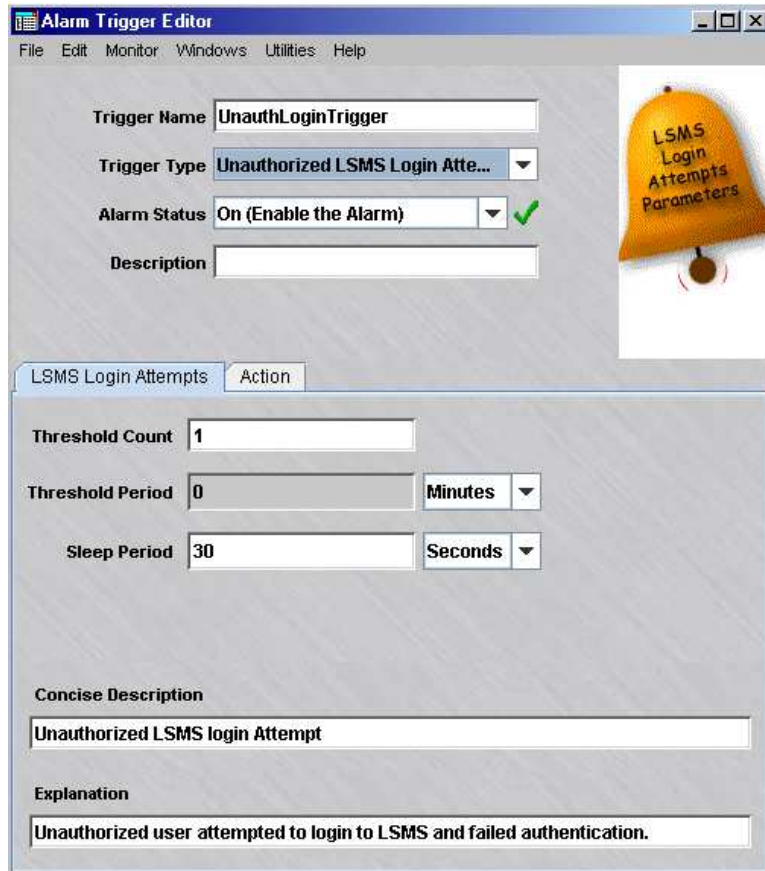 Alarm Trigger Editor
File Edit Monitor Windows Utilities Help
Trigger Name UnauthLoginTrigger
Trigger Type Unauthorized LSMS Login Atte...
Alarm Status On (Enable the Alarm)
Description
LSMS
Login
Attempts
Parameters
LSMS Login Attempts Action
Threshold Count 1
Threshold Period 0 Minutes
Sleep Period 30 Seconds
Concise Description
Unauthorized LSMS login Attempt
Explanation
Unauthorized user attempted to login to LSMS and failed authentication.